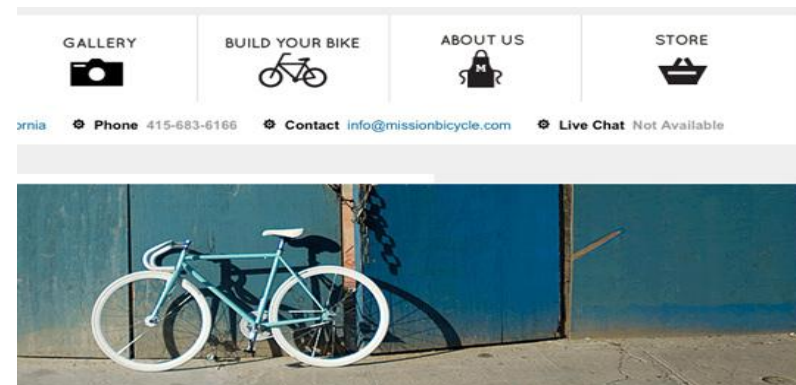 GALLERY BUILD YOUR BIKE ABOUT US STORE
M
ornia Phone 415-683-6166 Contact info@missionbicycle.com Live Chat Not Available